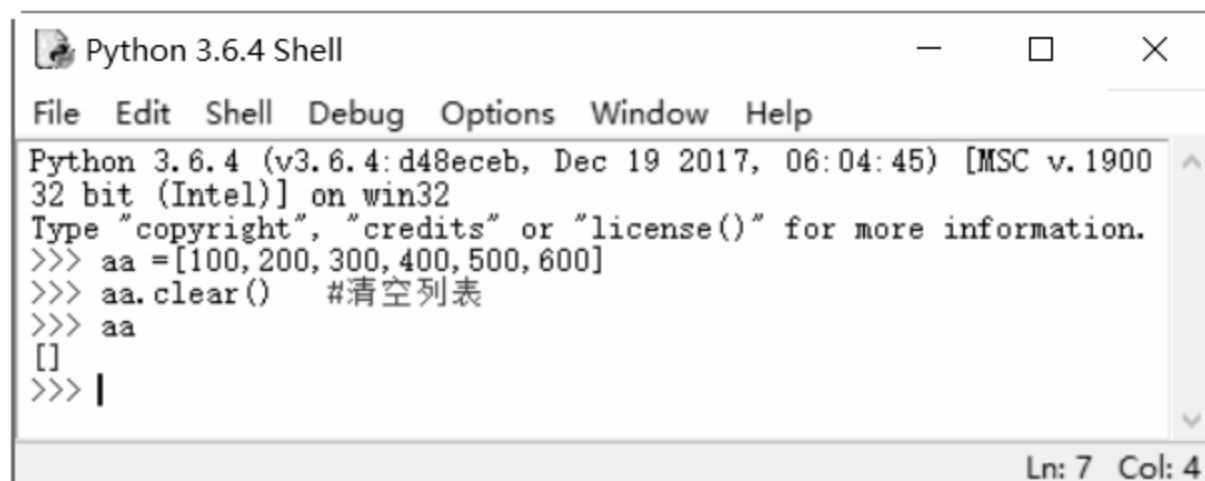 Python 3.6.4 Shell
File Edit Shell Debug Options Window Help
Python 3.6.4 (v3.6.4:d48eceb, Dec 19 2017, 06:04:45) [MSC v.1900
32 bit (Intel)] on win32
Type "copyright", "credits" or "license()" for more information.
>>> aa =[100,200,300,400,500,600]
>>> aa.clear()   #清空列表
>>> aa
[]
>>>
Ln: 7 Col: 4